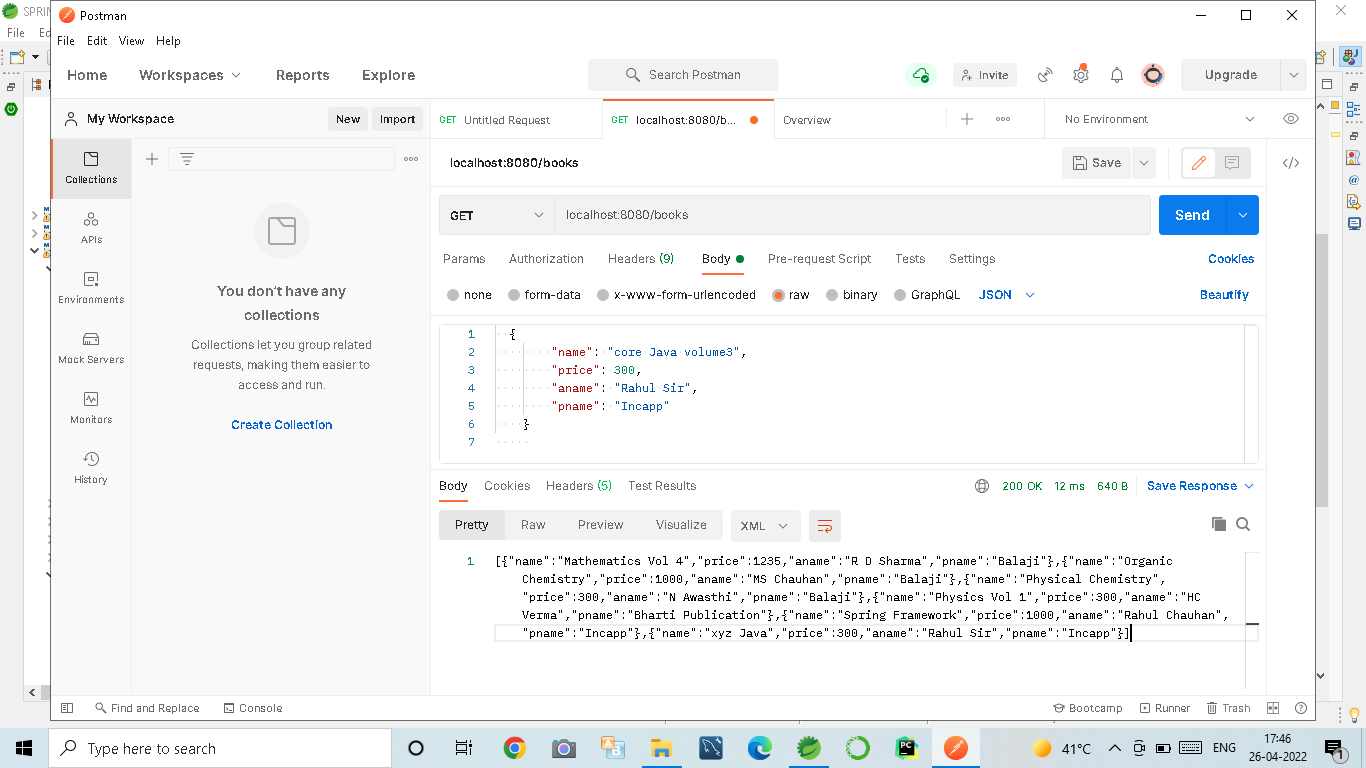 SPRIN
Postman
File
File Edit View Help
Home Workspaces Reports Explore
Search Postman
Invite
Upgrade
My Workspace
New Import
GET Untitled Request
GET localhost:8080/b...
Overview
No Environment
localhost:8080/books
Save
Collections
APIs
Environments
Mock Servers
Monitors
History
You don't have any
collections
Collections let you group related
requests, making them easier to
access and run.
Create Collection
GET localhost:8080/books Send
Params Authorization Headers (9) Body Pre-request Script Tests Settings Cookies
none form-data x-www-form-urlencoded raw binary GraphQL JSON Beautify
1 {
2 "name": "core Java volume3",
3 "price": 300,
4 "aname": "Rahul Sir",
5 "pname": "Incapp"
6 }
7
Body Cookies Headers (5) Test Results 200 OK 12 ms 640 B Save Response
Pretty Raw Preview Visualize XML
1 [{"name":"Mathematics Vol 4","price":1235,"aname":"R D Sharma","pname":"Balaji"},{"name":"Organic
Chemistry","price":1000,"aname":"MS Chauhan","pname":"Balaji"},{"name":"Physical Chemistry",
"price":300,"aname":"N Awasthi","pname":"Balaji"},{"name":"Physics Vol 1","price":300,"aname":"HC
Verma","pname":"Bharti Publication"},{"name":"Spring Framework","price":1000,"aname":"Rahul Chauhan",
"pname":"Incapp"},{"name":"xyz Java","price":300,"aname":"Rahul Sir","pname":"Incapp"}]
Find and Replace Console Bootcamp Runner Trash
Type here to search
41°C ENG
17:46
26-04-2022
1